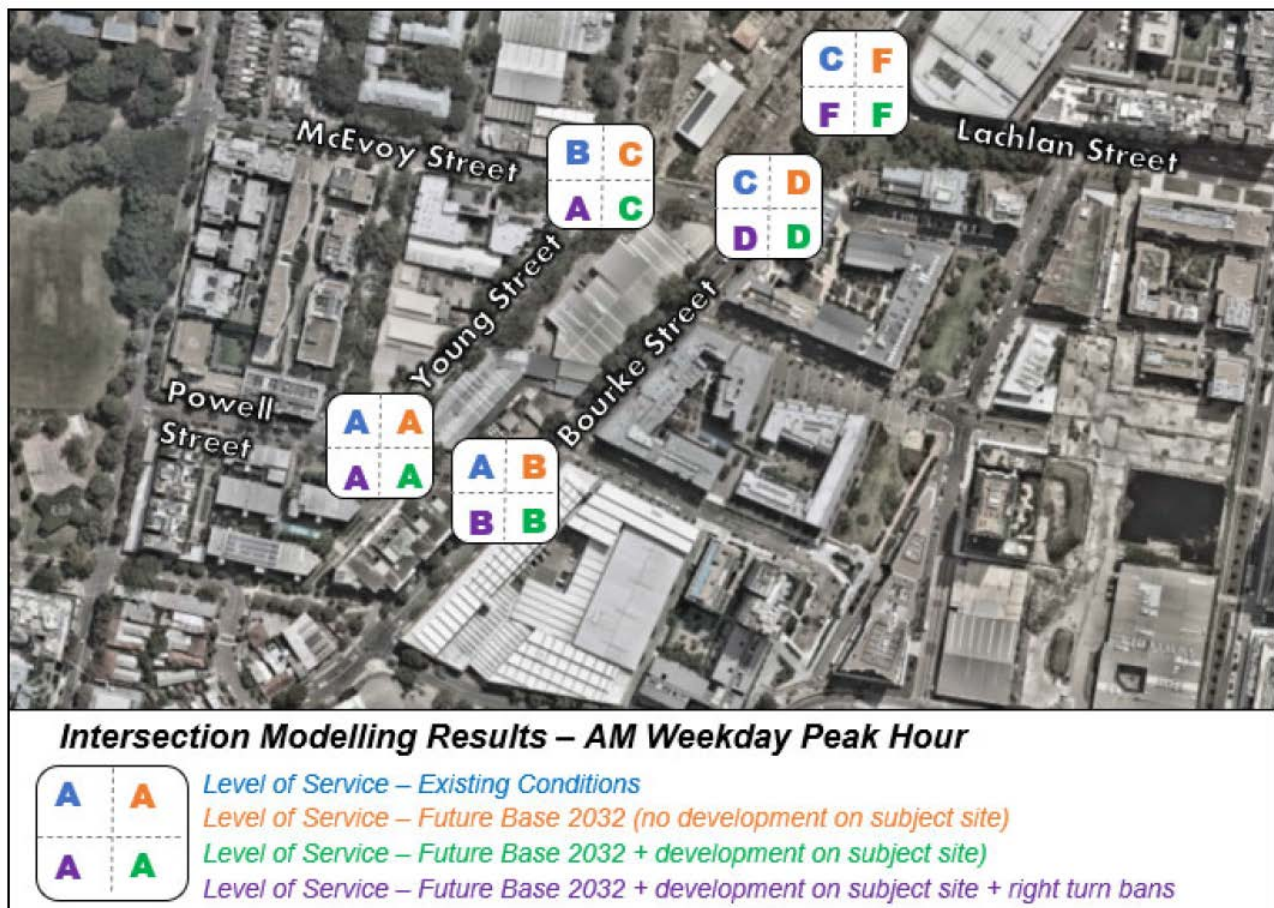 C F
F F
Lachlan Street
McEvoy Street
B C
A C
C D
D D
Young Street
Bourke Street
Powell
Street
A A
A A
A B
B B
Intersection Modelling Results – AM Weekday Peak Hour
A A
A A
Level of Service – Existing Conditions
Level of Service – Future Base 2032 (no development on subject site)
Level of Service – Future Base 2032 + development on subject site)
Level of Service – Future Base 2032 + development on subject site + right turn bans